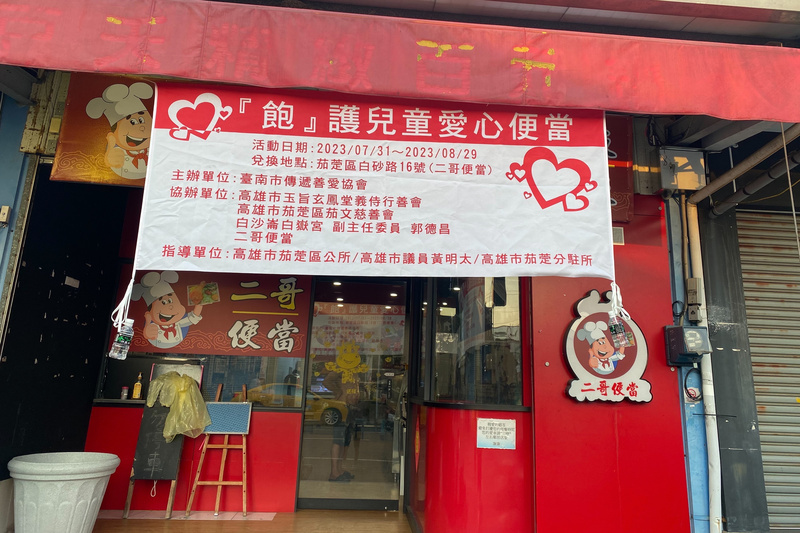 『飽』護兒童愛心便當
活動日期：2023/07/31～2023/08/29
兌換地點：茄萣區白砂路16號（二哥便當）
主辦單位：臺南市傳遞善愛協會
協辦單位：高雄市玉旨玄鳳堂義侍行善會
高雄市茄萣區茄文慈善會
白沙崙白嶽宮 副主任委員 郭德昌
二哥便當
指導單位：高雄市茄萣區公所/高雄市議員黃明太/高雄市茄萣分駐所
二哥
便當
二哥便當